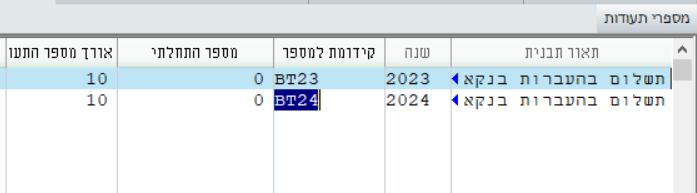 מספרי תעודות
תאור תבנית שנה קידומת למספר מספר התחלתי אורך מספר התעו
תשלום בהעברות בנקא 2023 BT23 0 10
תשלום בהעברות בנקא 2024 BT24 0 10